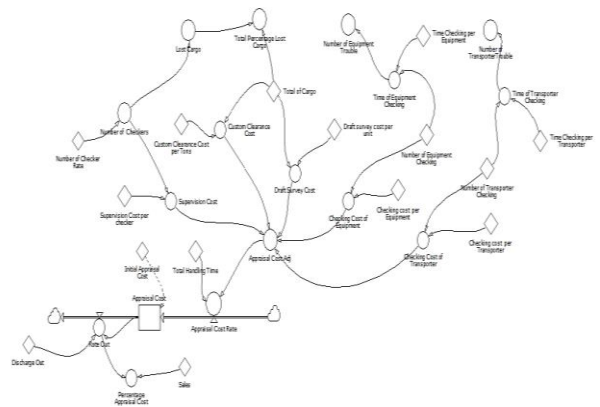 Lost Cargo
Total Percentage Lost
Cargo
Number of Equipment
Trouble
Time Checking per
Equipment
Number of
TransporterTrouble
Total of Cargo
Time of Equipment
Checking
Time of Transporter
Checking
Number of Checkers
Custom Clearance Cost
per Tons
Custom Clearance
Cost
Draft survey cost per
unit
Number of Equipment
Checking
Time Checking per
Transporter
Number of Checker
Rate
Draft Survey Cost
Number of Transporter
Checking
Supervision Cost per
checker
Supervision Cost
Checking Cost of
Equipment
Checking cost per
Equipment
Initial Appraisal
Cost
Total Handling Time
Appraisal Cost Adj
Checking Cost of
Transporter
Checking cost per
Transporter
Appraisal Cost
Appraisal Cost Rate
Rate Out
Discharge Out
Percentage
Appraisal Cost
Sales